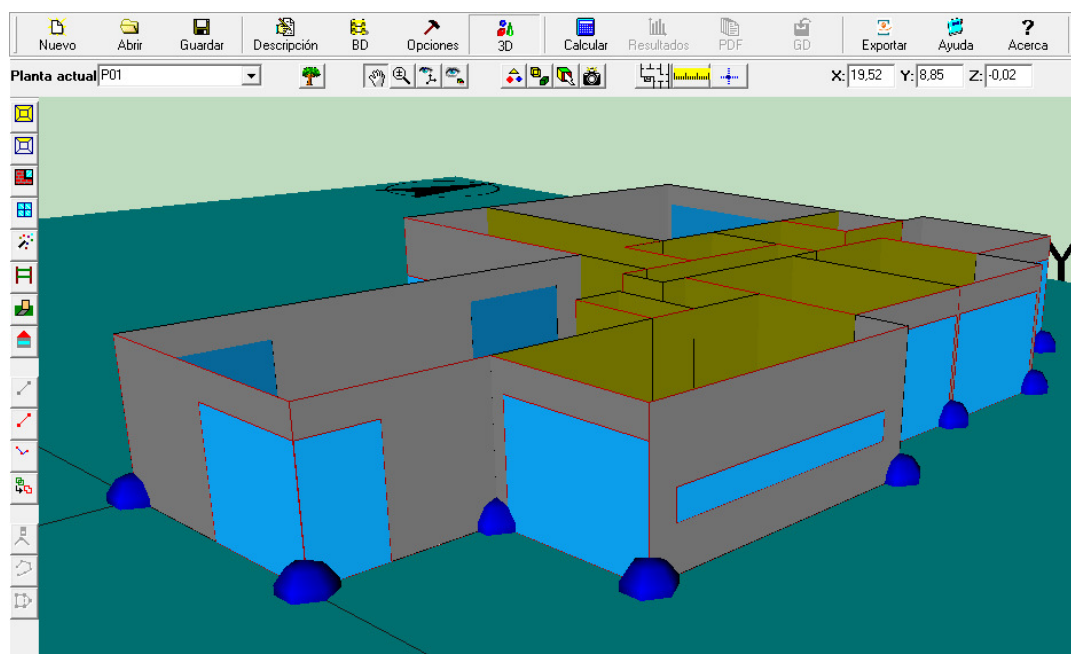 Nuevo Abrir Guardar Descripción BD Opciones 3D Calcular Resultados PDF GD Exportar Ayuda Acerca
Planta actual P01 X: 19,52 Y: 8,85 Z: -0,02
Y